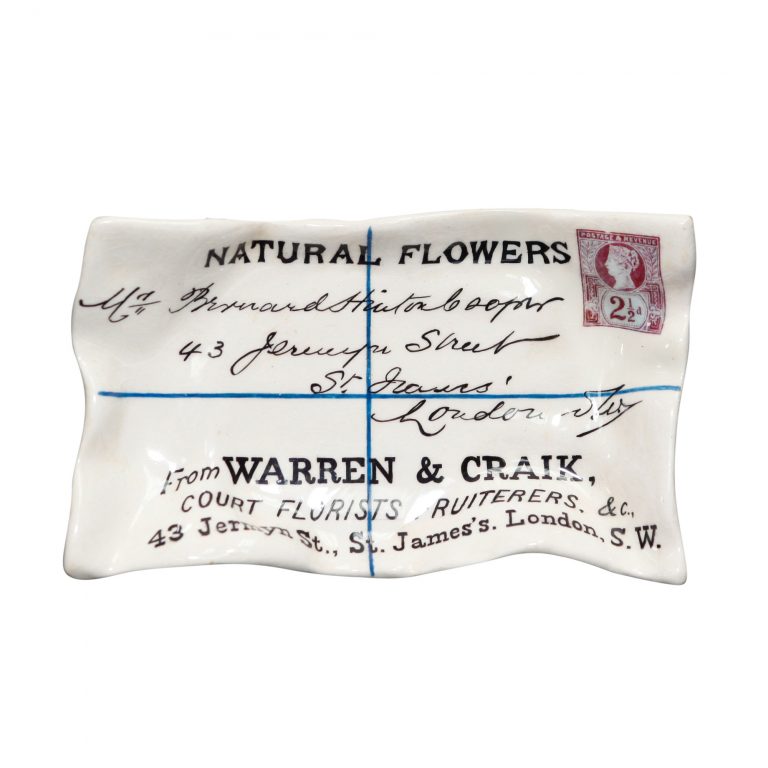 NATURAL FLOWERS
POSTAGE & REVENUE
2½d
Mr Bernard Hinton Cooper
43 Jermyn Street
St. James'
London
From WARREN & CRAIK,
COURT FLORISTS RUITERERS. &C.,
43 Jermyn St., St. James's. London, S.W.